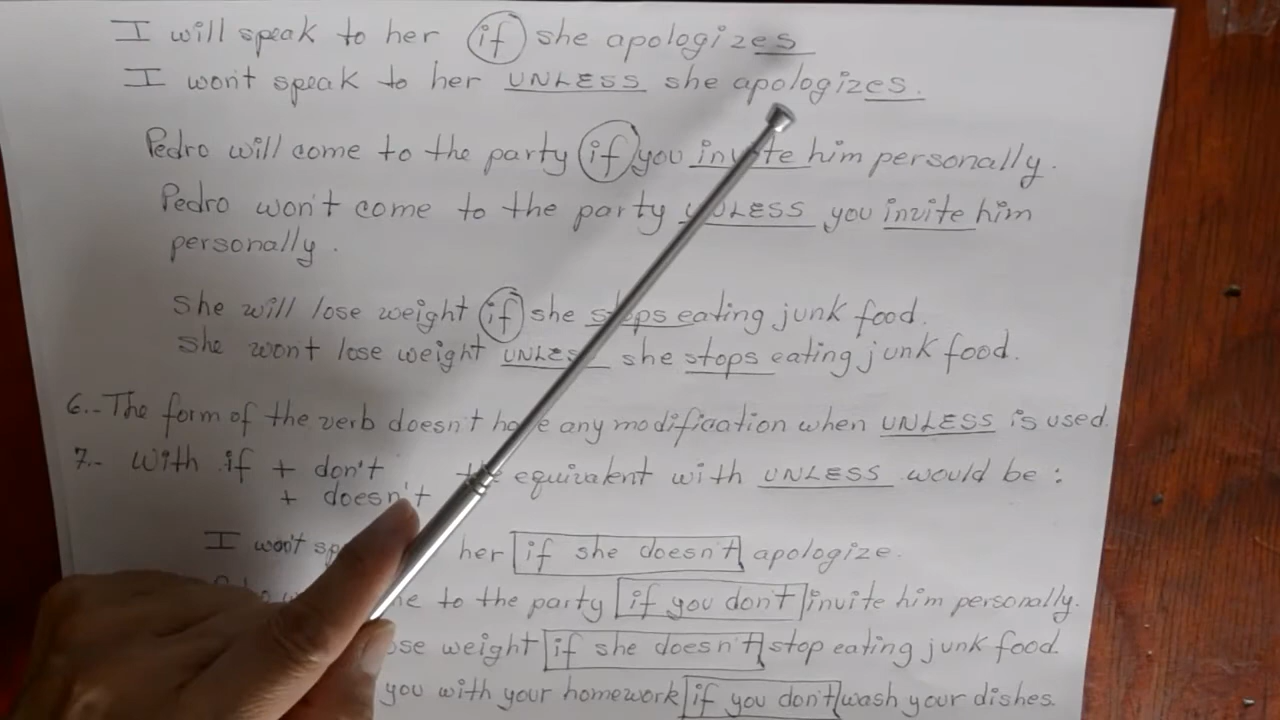 I will speak to her if she apologizes
I won't speak to her UNLESS she apologizes.
Pedro will come to the party if you invite him personally.
Pedro won't come to the party UNLESS you invite him
personally.
She will lose weight if she stops eating junk food.
She won't lose weight UNLESS she stops eating junk food.
6.- The form of the verb doesn't have any modification when UNLESS is used.
7.- With if + don't the equivalent with UNLESS would be:
+ doesn't
I won't her if she doesn't apologize.
to the party if you don't invite him personally.
weight if she doesn't stop eating junk food.
you with your homework if you don't wash your dishes.